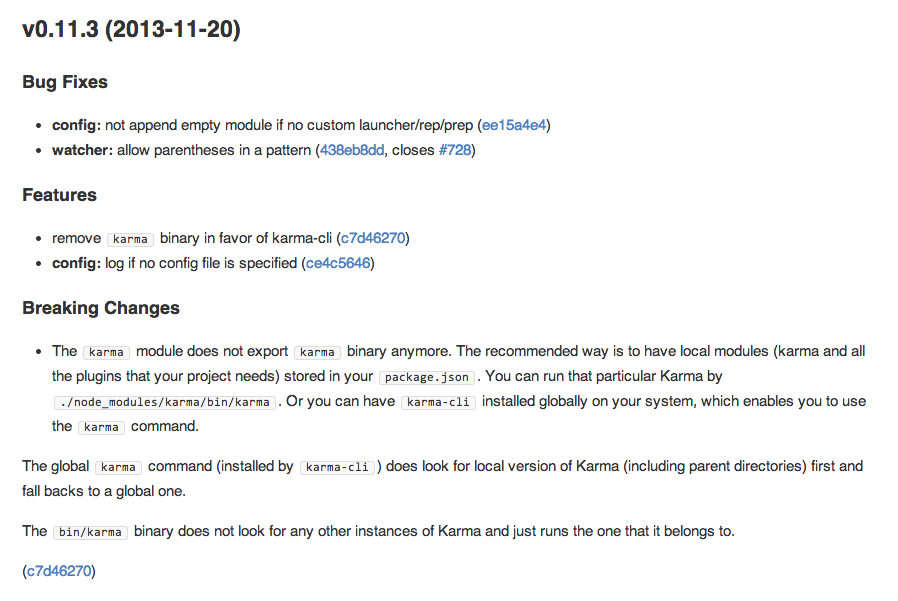 v0.11.3 (2013-11-20)
Bug Fixes
• config: not append empty module if no custom launcher/rep/prep (ee15a4e4)
• watcher: allow parentheses in a pattern (438eb8dd, closes #728)
Features
• remove karma binary in favor of karma-cli (c7d46270)
• config: log if no config file is specified (ce4c5646)
Breaking Changes
• The karma module does not export karma binary anymore. The recommended way is to have local modules (karma and all
the plugins that your project needs) stored in your package.json . You can run that particular Karma by
./node_modules/karma/bin/karma . Or you can have karma-cli installed globally on your system, which enables you to use
the karma command.
The global karma command (installed by karma-cli ) does look for local version of Karma (including parent directories) first and
fall backs to a global one.
The bin/karma binary does not look for any other instances of Karma and just runs the one that it belongs to.
(c7d46270)